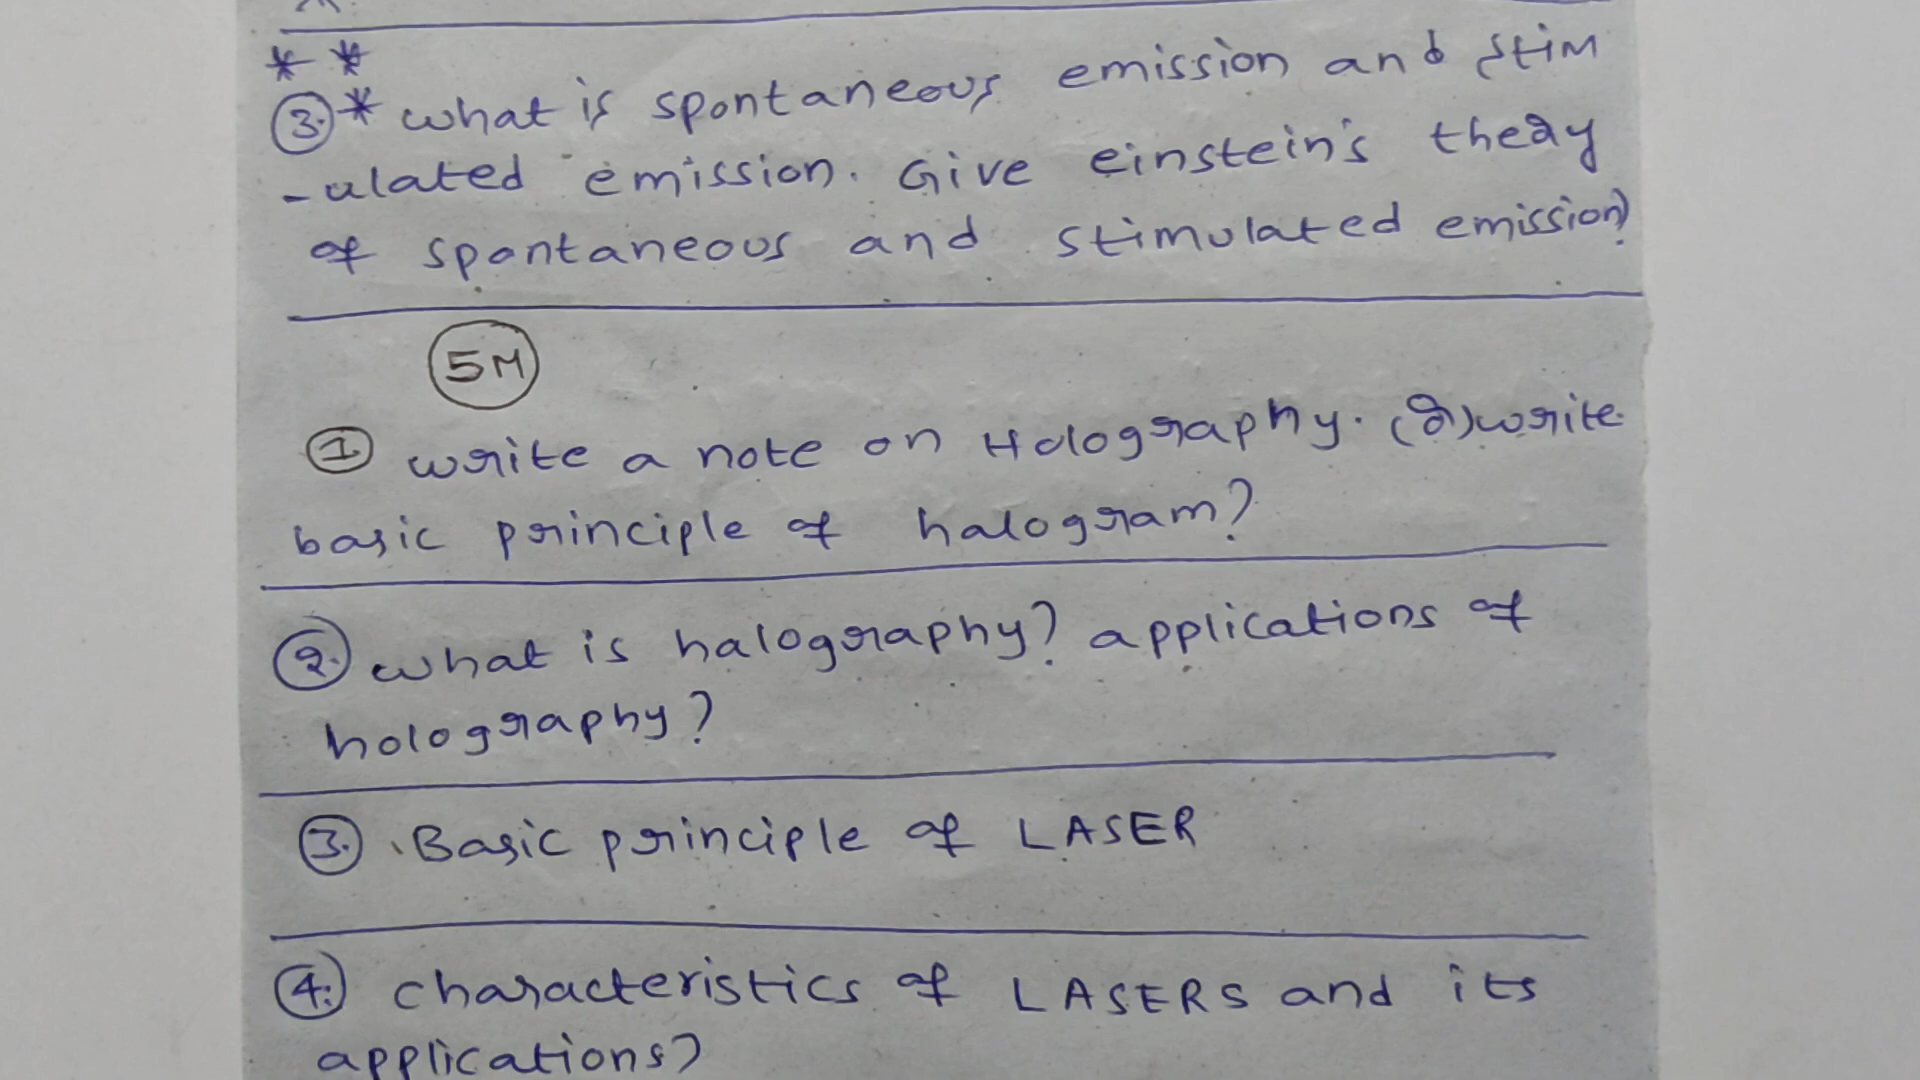 * *
3. * what is spontaneous emission and stim
-ulated emission. Give einstein's theory
of spontaneous and stimulated emission?
5M
1. write a note on Holography. (or) write
basic principle of halogram?
2. what is halography? applications of
holography?
3. Basic principle of LASER
4. characteristics of LASERS and its
applications?